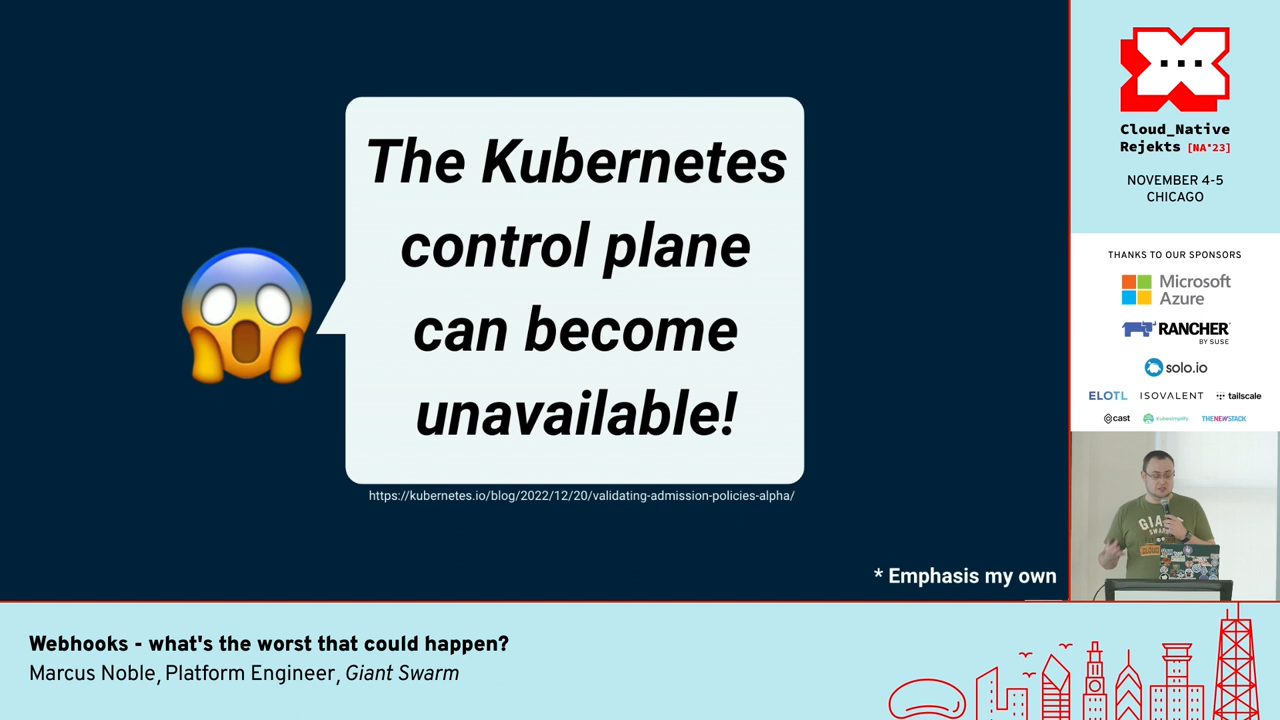 The Kubernetes
control plane
can become
unavailable!
https://kubernetes.io/blog/2022/12/20/validating-admission-policies-alpha/
* Emphasis my own
Cloud_Native
Rejekts [NA'23]
NOVEMBER 4-5
CHICAGO
THANKS TO OUR SPONSORS
Microsoft
Azure
RANCHER
BY SUSE
solo.io
ELOTL ISOVALENT tailscale
cast Kubesimplify THENEWSTACK
GIANT
SWARM
Webhooks - what's the worst that could happen?
Marcus Noble, Platform Engineer, Giant Swarm